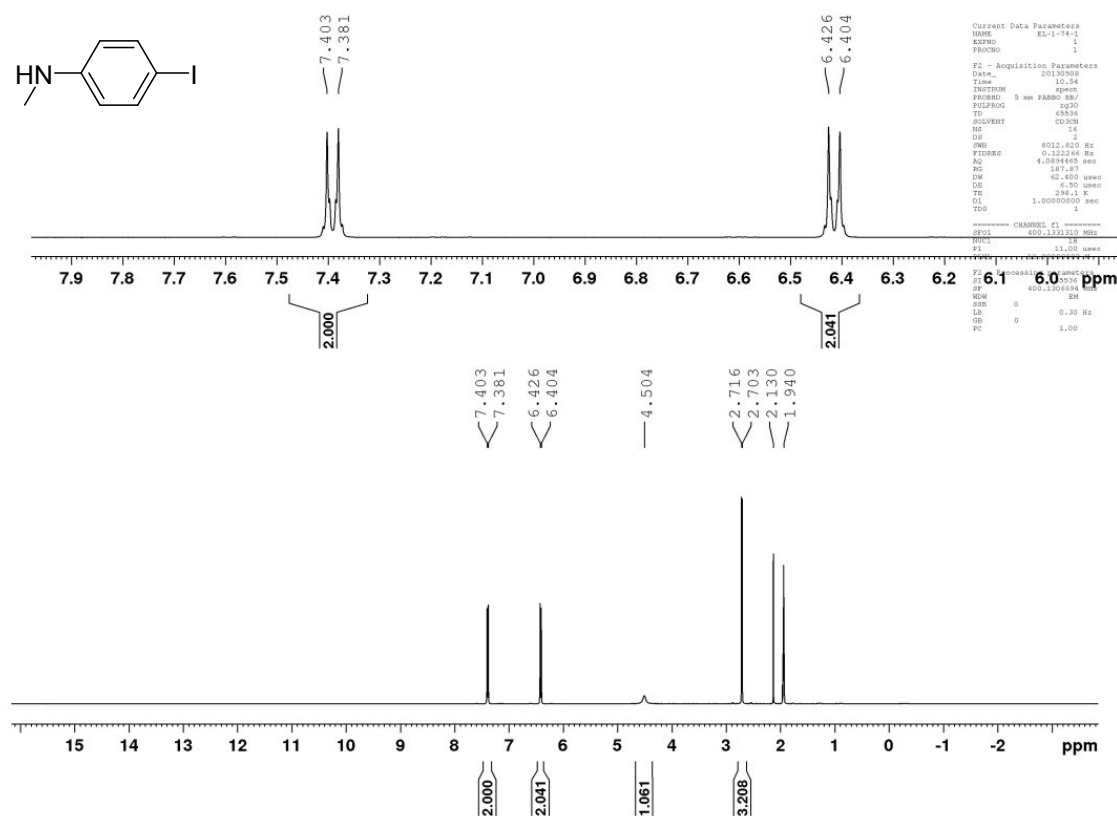 7.403
7.381
6.426
6.404
HN
I
Current Data Parameters
NAME EL-1-74-1
EXPNO 1
PROCNO 1
F2 - Acquisition Parameters
Date_ 20130508
Time 10.54
INSTRUM spect
PROBHD 5 mm PABBO BB/
PULPROG zg30
TD 65536
SOLVENT CD3CN
NS 16
DS 2
SWH 8012.820 Hz
FIDRES 0.122266 Hz
AQ 4.0894465 sec
RG 187.87
DW 62.400 usec
DE 6.50 usec
TE 298.1 K
D1 1.00000000 sec
TD0 1
======== CHANNEL f1 ========
SFO1 400.1331310 MHz
NUC1 1H
P1 11.00 usec
F2 - Processing parameters
SF 400.1306694 MHz
WDW EM
SSB 0
LB 0.30 Hz
GB 0
PC 1.00
7.9 7.8 7.7 7.6 7.5 7.4 7.3 7.2 7.1 7.0 6.9 6.8 6.7 6.6 6.5 6.4 6.3 6.2 6.1 6.0 ppm
2.000
2.041
7.403
7.381
6.426
6.404
4.504
2.716
2.703
2.130
1.940
15 14 13 12 11 10 9 8 7 6 5 4 3 2 1 0 -1 -2 ppm
2.000
2.041
1.061
3.208